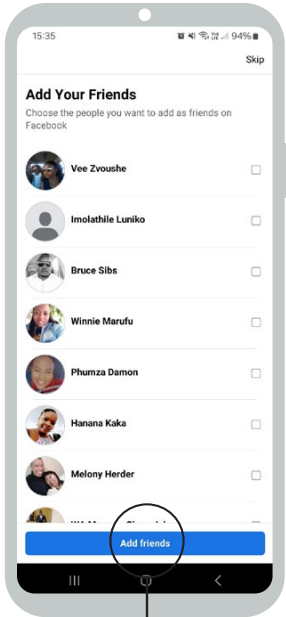 15:35
94%
Skip
Add Your Friends
Choose the people you want to add as friends on
Facebook
Vee Zvoushe
Imolathile Luniko
Bruce Sibs
Winnie Marufu
Phumza Damon
Hanana Kaka
Melony Herder
Add friends